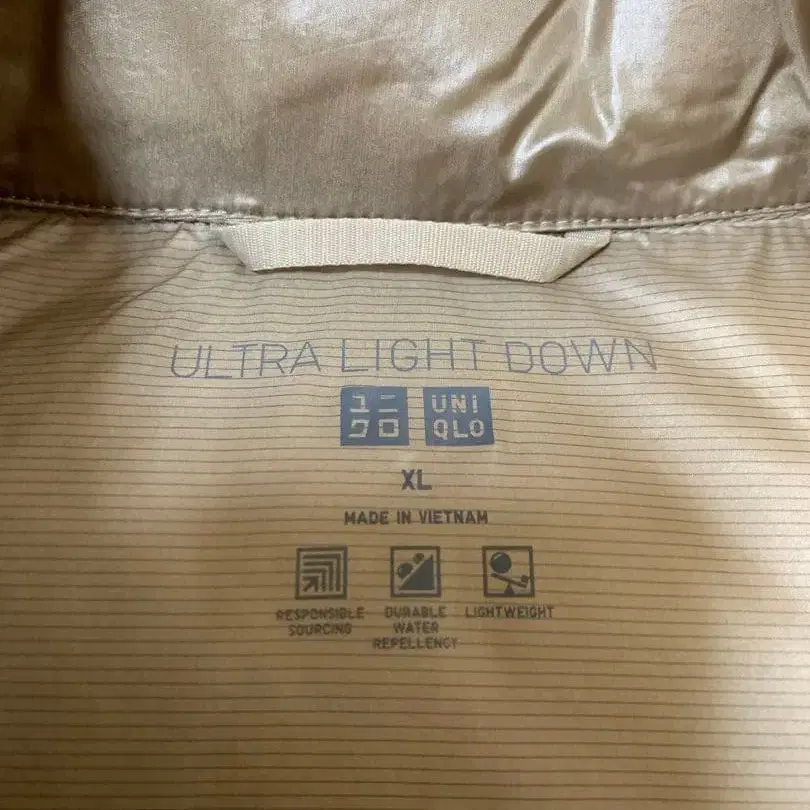 ULTRA LIGHT DOWN
ユニ UNI
クロ QLO
XL
MADE IN VIETNAM
RESPONSIBLE SOURCING
DURABLE WATER REPELLENCY
LIGHTWEIGHT